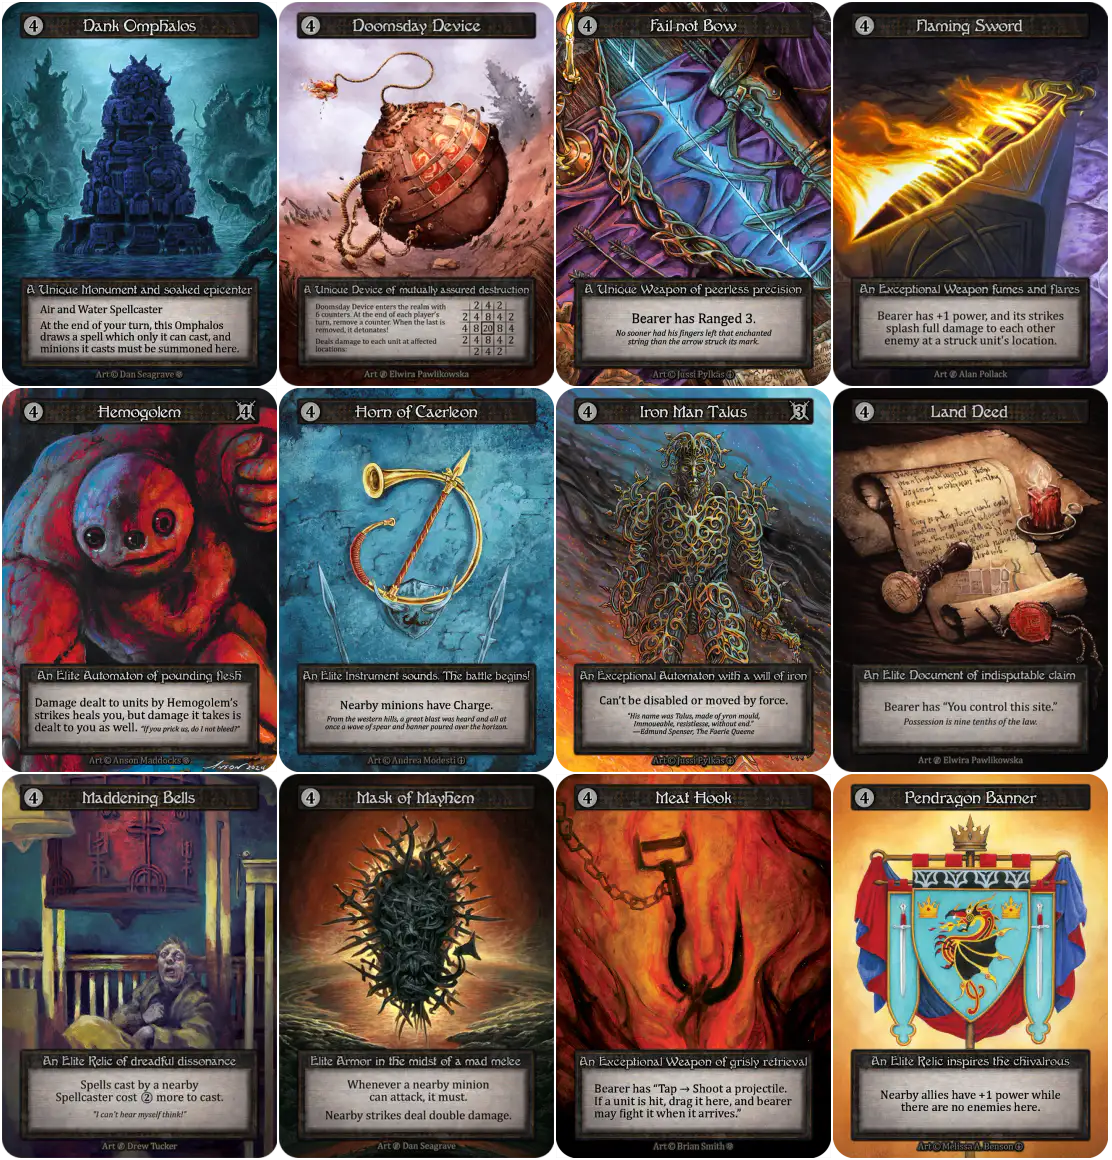 4 Dank Omphalos
A Unique Monument and soaked epicenter
Air and Water Spellcaster
At the end of your turn, this Omphalos
draws a spell which only it can cast, and
minions it casts must be summoned here.
Art © Dan Seagrave
4 Doomsday Device
A Unique Device of mutually assured destruction
Doomsday Device enters the realm with
6 counters. At the end of each player's
turn, remove a counter. When the last is
removed, it detonates!
Deals damage to each unit at affected
locations:
2 4 2
2 4 8 4 2
4 8 20 8 4
2 4 8 4 2
2 4 2
Art Elwira Pawlikowska
4 Fail-not Bow
A Unique Weapon of peerless precision
Bearer has Ranged 3.
No sooner had his fingers left that enchanted
string than the arrow struck its mark.
Art © Jussi Pylkäs
4 Flaming Sword
An Exceptional Weapon fumes and flares
Bearer has +1 power, and its strikes
splash full damage to each other
enemy at a struck unit's location.
Art Alan Pollack
4 Hemogolem 4
An Elite Automaton of pounding flesh
Damage dealt to units by Hemogolem's
strikes heals you, but damage it takes is
dealt to you as well. "If you prick us, do I not bleed?"
Art © Anson Maddocks
ANSON 2024
4 Horn of Caerleon
An Elite Instrument sounds. The battle begins!
Nearby minions have Charge.
From the western hills, a great blast was heard and all at
once a wave of spear and banner poured over the horizon.
Art © Andrea Modesti
4 Iron Man Talus 3
An Exceptional Automaton with a will of iron
Can't be disabled or moved by force.
"His name was Talus, made of yron mould,
Immoueable, resistlesse, without end."
—Edmund Spenser, The Faerie Queene
Art © Jussi Pylkäs
4 Land Deed
An Elite Document of indisputable claim
Bearer has "You control this site."
Possession is nine tenths of the law.
Art Elwira Pawlikowska
4 Maddening Bells
An Elite Relic of dreadful dissonance
Spells cast by a nearby
Spellcaster cost ② more to cast.
"I can't hear myself think!"
Art Drew Tucker
4 Mask of Mayhem
Elite Armor in the midst of a mad melee
Whenever a nearby minion
can attack, it must.
Nearby strikes deal double damage.
Art Dan Seagrave
4 Meat Hook
An Exceptional Weapon of grisly retrieval
Bearer has "Tap → Shoot a projectile.
If a unit is hit, drag it here, and bearer
may fight it when it arrives."
Art © Brian Smith
4 Pendragon Banner
An Elite Relic inspires the chivalrous
Nearby allies have +1 power while
there are no enemies here.
Art © Melissa A. Benson